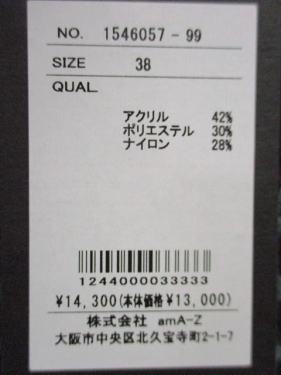 NO. 1546057-99
SIZE 38
QUAL.
アクリル 42%
ポリエステル 30%
ナイロン 28%
1244000033333
¥14,300(本体価格¥13,000)
株式会社 amA-Z
大阪市中央区北久宝寺町2-1-7